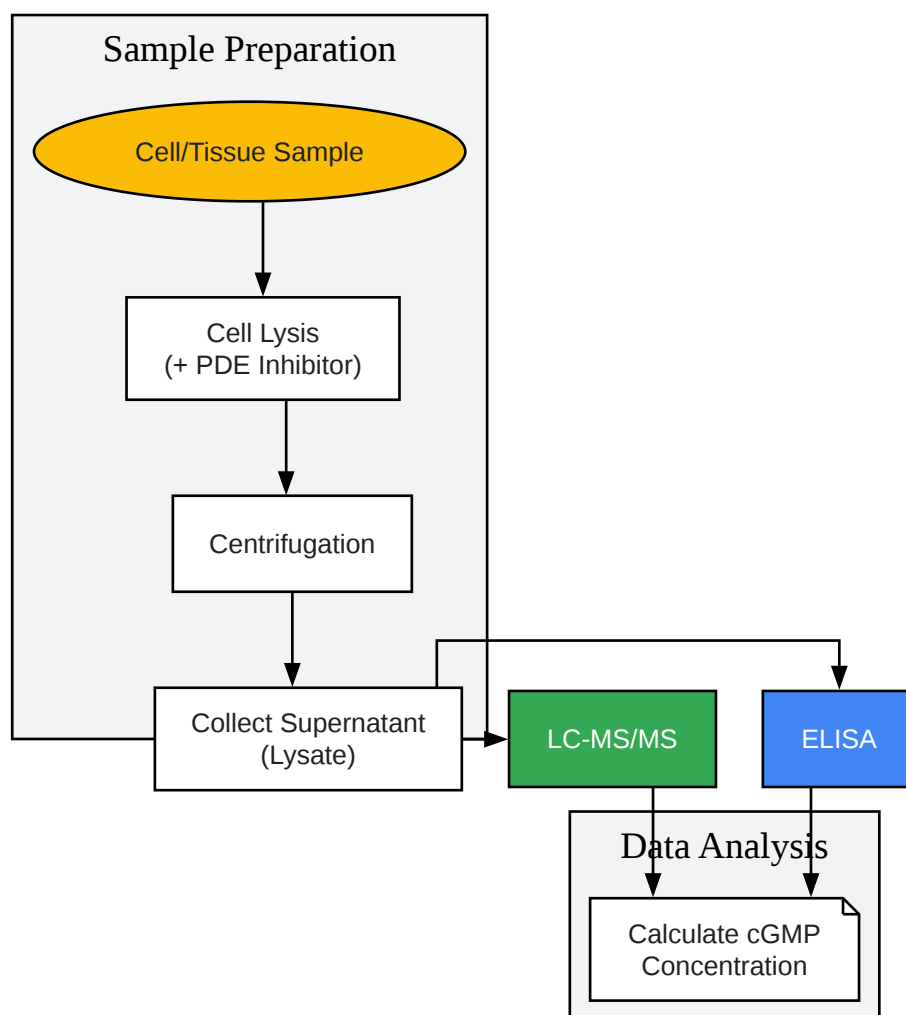 Sample Preparation
Cell/Tissue Sample
Cell Lysis
(+ PDE Inhibitor)
Centrifugation
Collect Supernatant
(Lysate)
LC-MS/MS
ELISA
Data Analysis
Calculate cGMP
Concentration